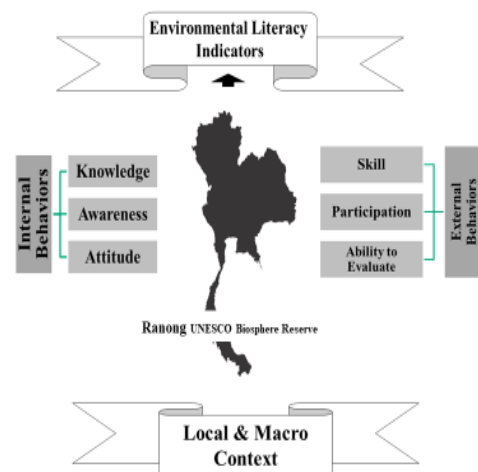 Environmental Literacy
Indicators
Internal
Behaviors
Knowledge
Awareness
Attitude
Skill
Participation
Ability to
Evaluate
External
Behaviors
Ranong UNESCO Biosphere Reserve
Local & Macro
Context